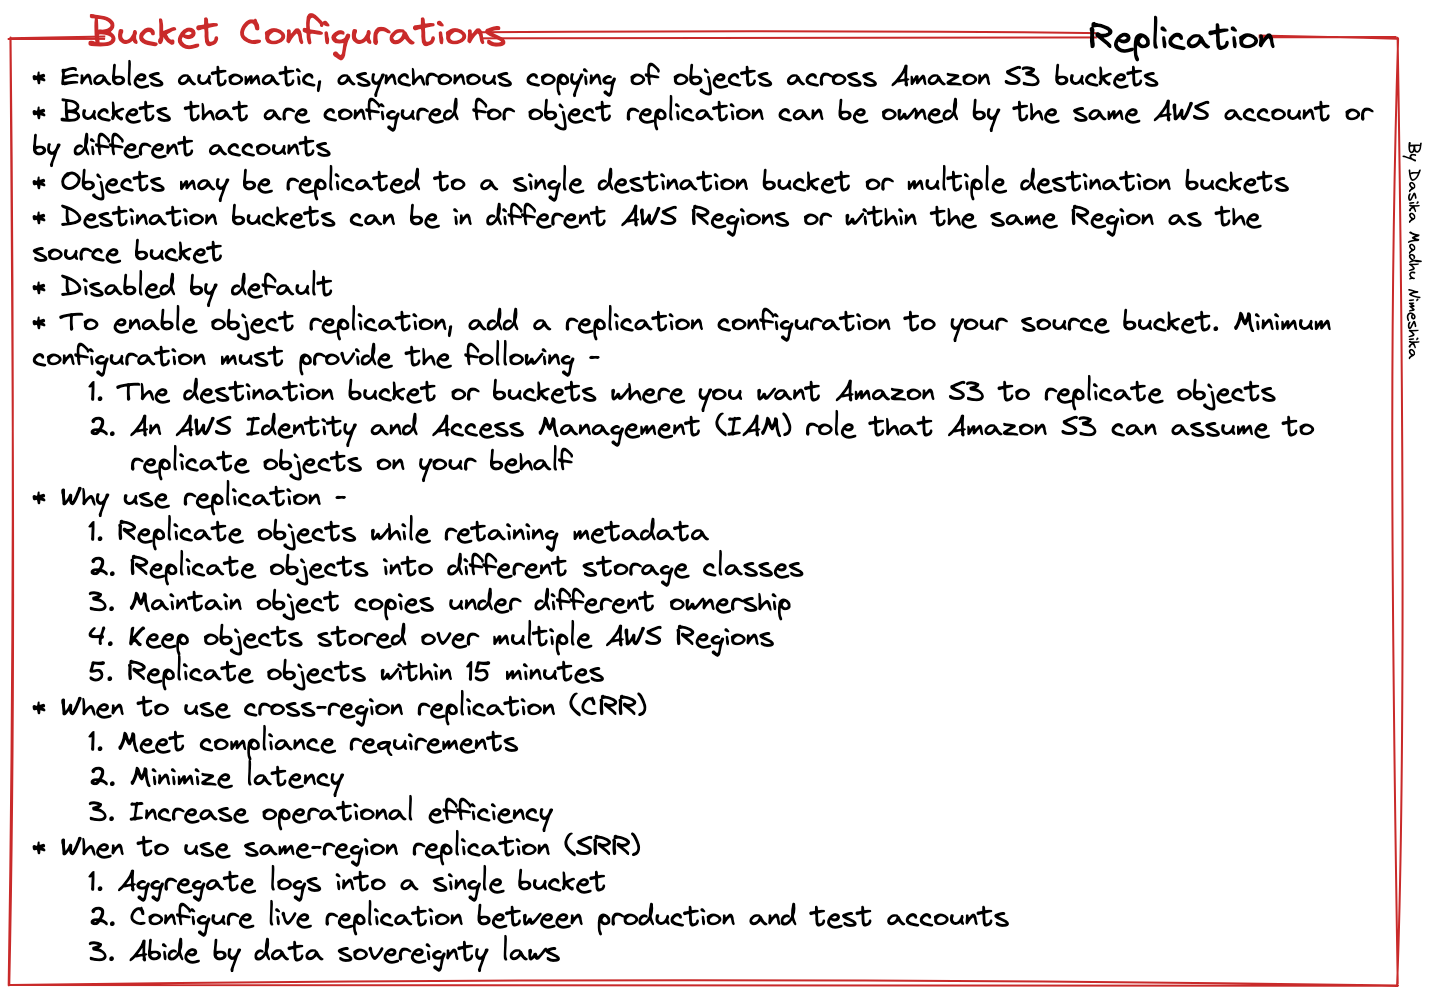 Bucket Configurations
Replication
* Enables automatic, asynchronous copying of objects across Amazon S3 buckets
* Buckets that are configured for object replication can be owned by the same AWS account or
by different accounts
* Objects may be replicated to a single destination bucket or multiple destination buckets
* Destination buckets can be in different AWS Regions or within the same Region as the
source bucket
* Disabled by default
* To enable object replication, add a replication configuration to your source bucket. Minimum
configuration must provide the following -
1. The destination bucket or buckets where you want Amazon S3 to replicate objects
2. An AWS Identity and Access Management (IAM) role that Amazon S3 can assume to
replicate objects on your behalf
* Why use replication -
1. Replicate objects while retaining metadata
2. Replicate objects into different storage classes
3. Maintain object copies under different ownership
4. Keep objects stored over multiple AWS Regions
5. Replicate objects within 15 minutes
* When to use cross-region replication (CRR)
1. Meet compliance requirements
2. Minimize latency
3. Increase operational efficiency
* When to use same-region replication (SRR)
1. Aggregate logs into a single bucket
2. Configure live replication between production and test accounts
3. Abide by data sovereignty laws
By Dasika Madhu Nimeshika